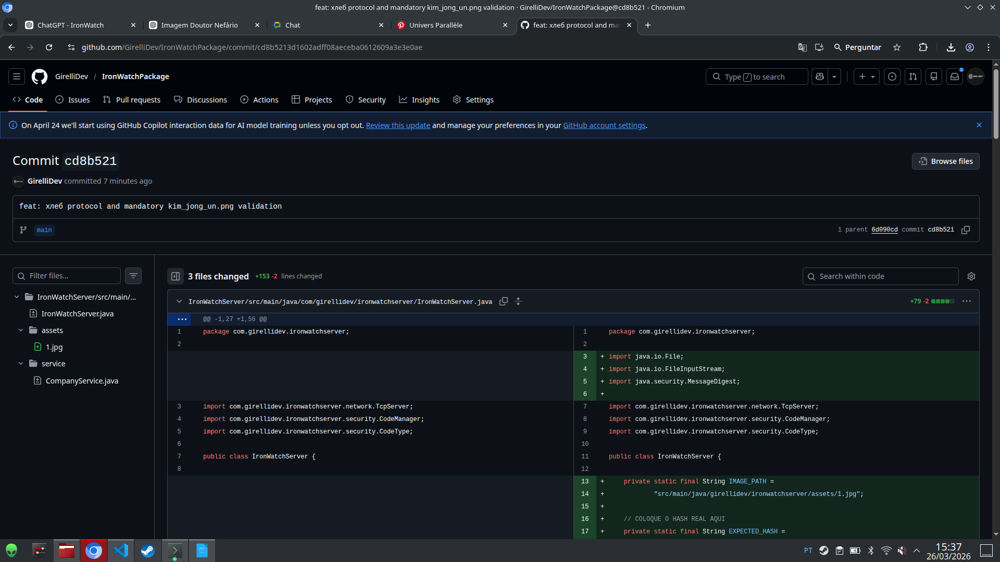 feat: хлеб protocol and mandatory kim_jong_un.png validation · GirelliDev/IronWatchPackage@cd8b521 - Chromium
ChatGPT - IronWatch
Imagem Doutor Nefário
Chat
Univers Parallèle
feat: хлеб protocol and ma
github.com/GirelliDev/IronWatchPackage/commit/cd8b5213d1602adff08aeceba0612609a3e3e0ae
Perguntar
GirelliDev / IronWatchPackage
Type / to search
Code
Issues
Pull requests
Discussions
Actions
Projects
Security
Insights
Settings
On April 24 we'll start using GitHub Copilot interaction data for AI model training unless you opt out. Review this update and manage your preferences in your GitHub account settings.
Commit cd8b521
Browse files
GirelliDev committed 7 minutes ago
feat: хлеб protocol and mandatory kim_jong_un.png validation
main
1 parent 6d090cd commit cd8b521
Filter files...
3 files changed +153 -2 lines changed
Search within code
IronWatchServer/src/main/...
IronWatchServer.java
assets
1.jpg
service
CompanyService.java
IronWatchServer/src/main/java/com/girellidev/ironwatchserver/IronWatchServer.java
+79 -2
@@ -1,27 +1,56 @@
1 package com.girellidev.ironwatchserver;
2
3 import com.girellidev.ironwatchserver.network.TcpServer;
4 import com.girellidev.ironwatchserver.security.CodeManager;
5 import com.girellidev.ironwatchserver.security.CodeType;
6
7 public class IronWatchServer {
8
1 package com.girellidev.ironwatchserver;
2
3 + import java.io.File;
4 + import java.io.FileInputStream;
5 + import java.security.MessageDigest;
6 +
7 import com.girellidev.ironwatchserver.network.TcpServer;
8 import com.girellidev.ironwatchserver.security.CodeManager;
9 import com.girellidev.ironwatchserver.security.CodeType;
10
11 public class IronWatchServer {
12
13 + private static final String IMAGE_PATH =
14 + "src/main/java/girellidev/ironwatchserver/assets/1.jpg";
15 +
16 + // COLOQUE O HASH REAL AQUI
17 + private static final String EXPECTED_HASH =
PT
15:37
26/03/2026